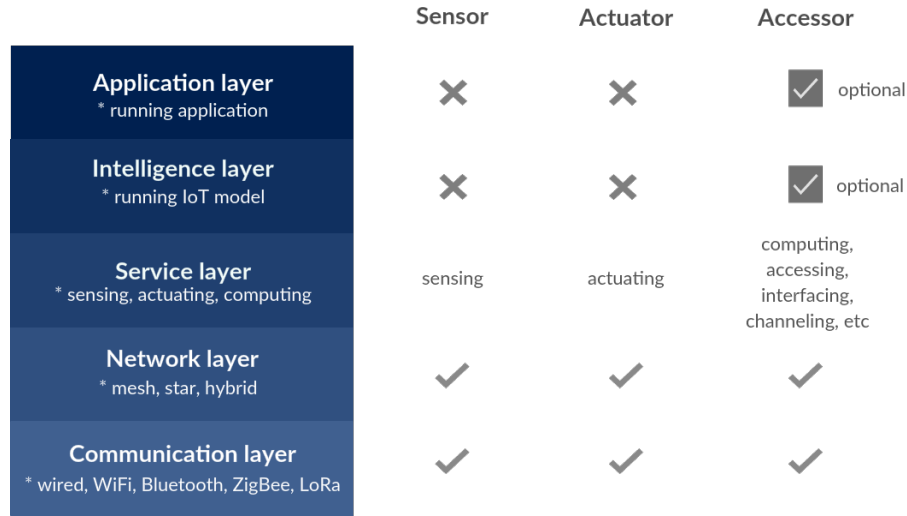 Sensor Actuator Accessor
Application layer
* running application
optional
Intelligence layer
* running IoT model
optional
Service layer
* sensing, actuating, computing
sensing
actuating
computing,
accessing,
interfacing,
channeling, etc
Network layer
* mesh, star, hybrid
Communication layer
* wired, WiFi, Bluetooth, ZigBee, LoRa